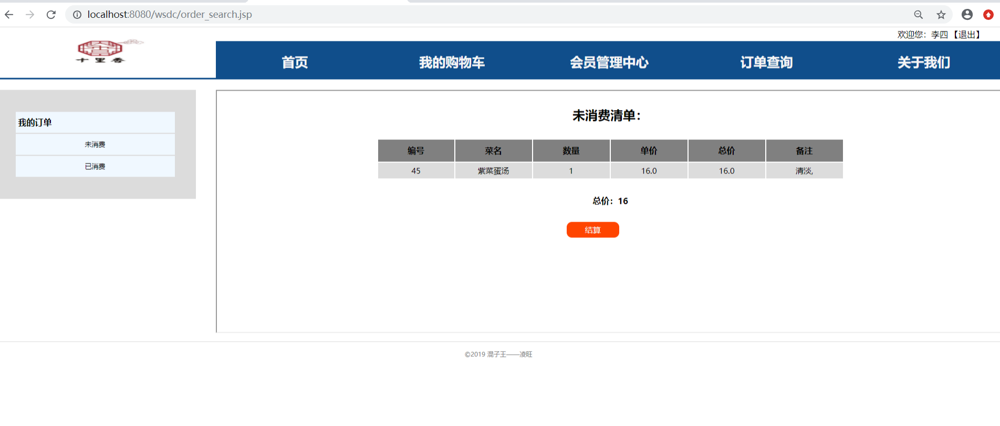 localhost:8080/wsdc/order_search.jsp
欢迎您：李四 【退出】
十里香
首页 我的购物车 会员管理中心 订单查询 关于我们
我的订单
未消费
已消费
未消费清单：
编号 菜名 数量 单价 总价 备注
45 紫菜蛋汤 1 16.0 16.0 清淡,
总价：16
结算
©2019 混子王——凌旺